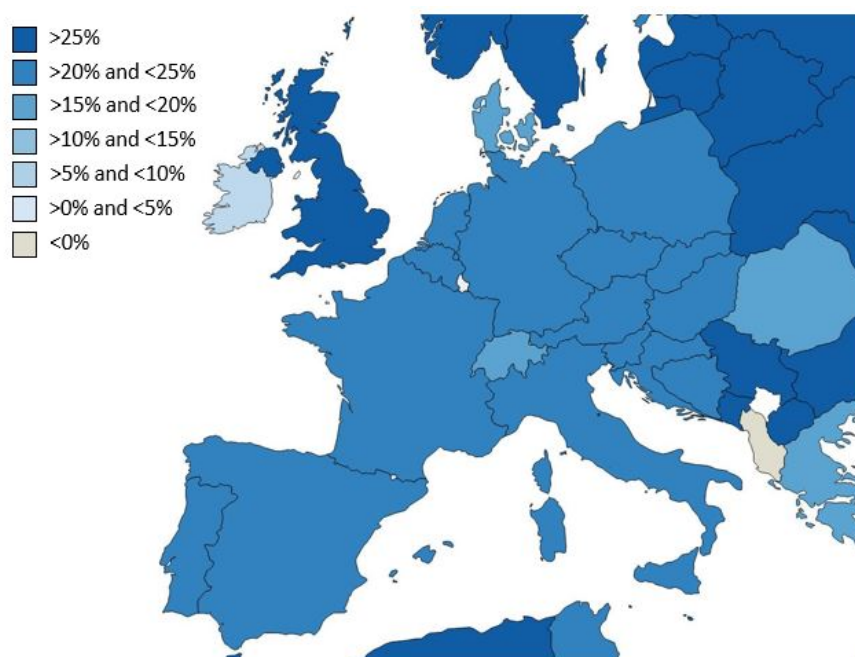 >25%
>20% and <25%
>15% and <20%
>10% and <15%
>5% and <10%
>0% and <5%
<0%